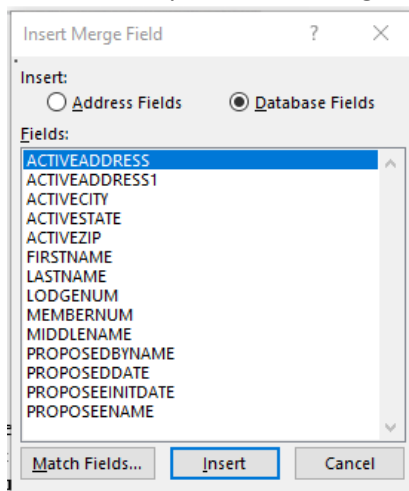 Insert Merge Field ?
Insert:
Address Fields Database Fields
Fields:
ACTIVEADDRESS
ACTIVEADDRESS1
ACTIVECITY
ACTIVESTATE
ACTIVEZIP
FIRSTNAME
LASTNAME
LODGENUM
MEMBERNUM
MIDDLENAME
PROPOSEDBYNAME
PROPOSEDDATE
PROPOSEEINITDATE
PROPOSEENAME
Match Fields... Insert Cancel